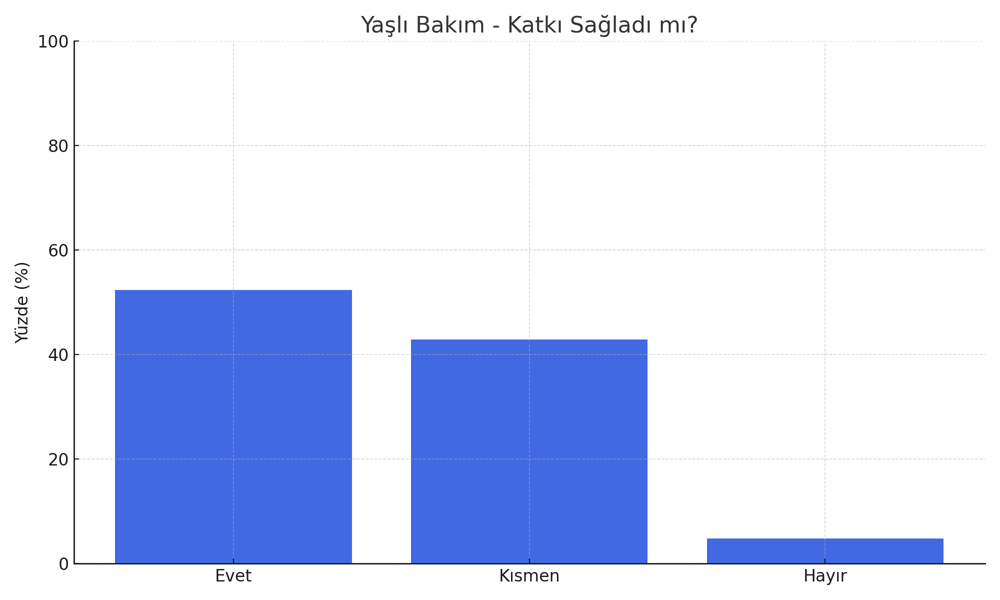 Yaşlı Bakım - Katkı Sağladı mı?
100
80
60
40
20
0
Yüzde (%)
Evet
Kısmen
Hayır